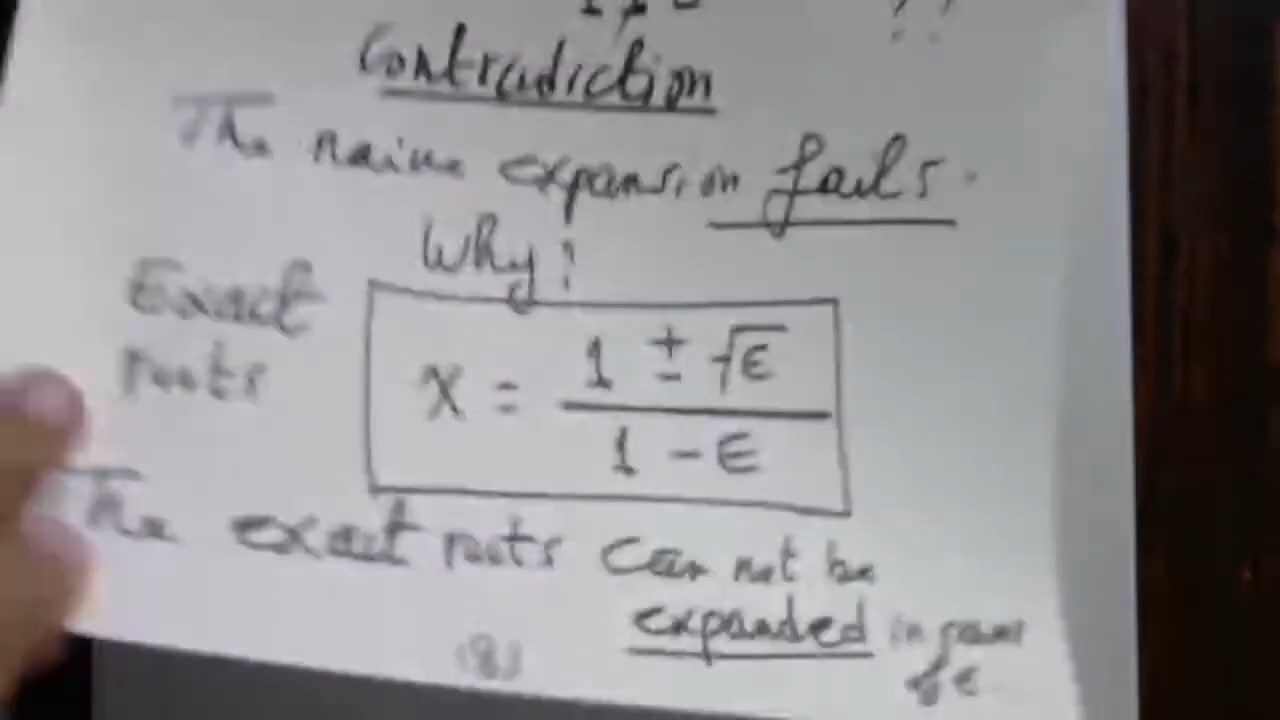 Contradiction
The naive expansion fails.
Why?
Exact
roots
x = (1 ± √ϵ) / (1 - ϵ)
The exact roots can not be
expanded in powers
of ϵ
(8)